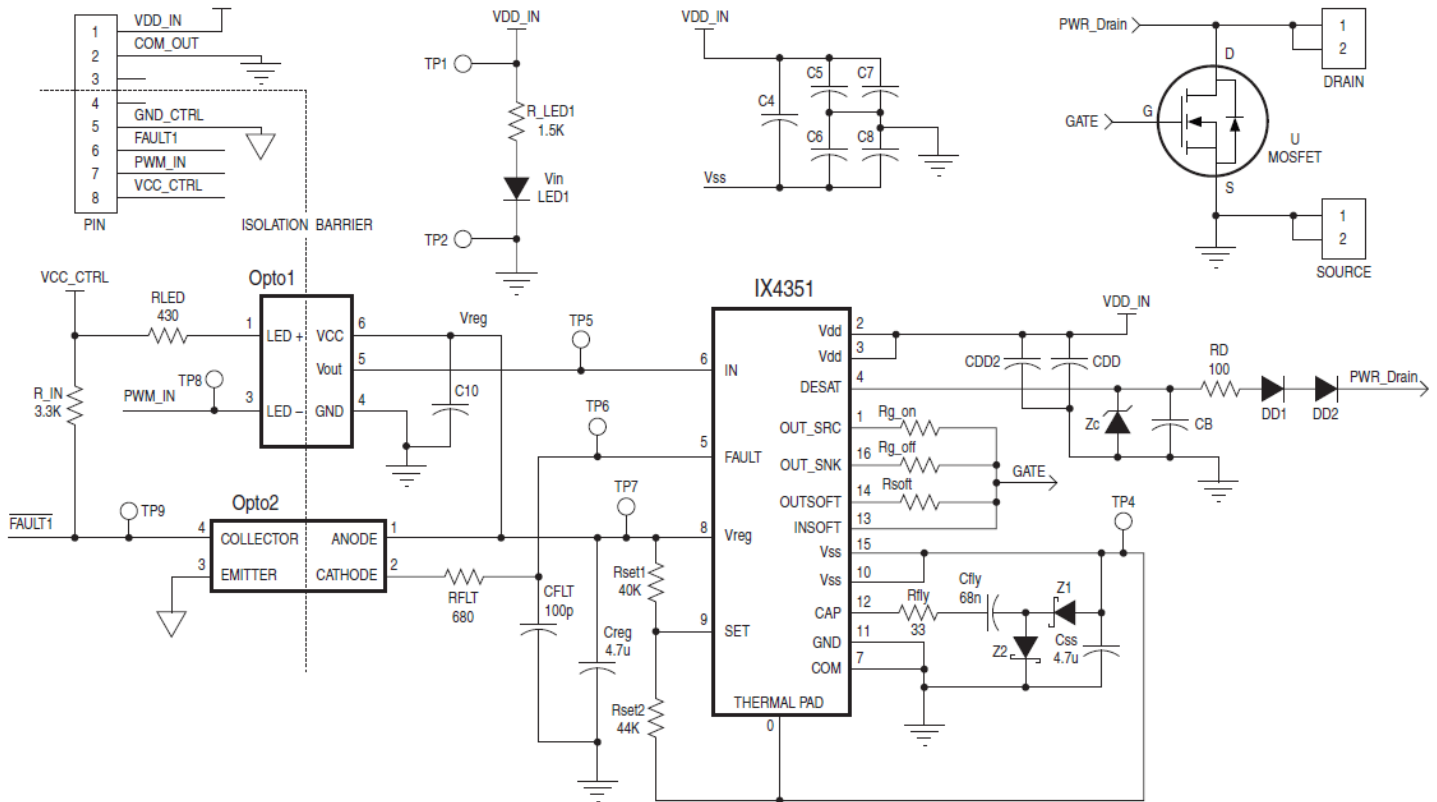 1
VDD_IN
2
COM_OUT
3
4
GND_CTRL
5
FAULT1
6
PWM_IN
7
VCC_CTRL
8
PIN
ISOLATION BARRIER
VDD_IN
TP1
R_LED1
1.5K
Vin
LED1
TP2
VDD_IN
C4
C5
C7
C6
C8
Vss
PWR_Drain
1
2
DRAIN
D
GATE
G
U
MOSFET
S
1
2
SOURCE
VCC_CTRL
RLED
430
R_IN
3.3K
PWM_IN
TP8
Opto1
1
LED +
VCC
6
Vout
5
3
LED –
GND
4
Vreg
C10
TP5
TP6
TP7
FAULT1
TP9
Opto2
4
COLLECTOR
ANODE
1
3
EMITTER
CATHODE
2
RFLT
680
CFLT
100p
Creg
4.7u
Rset1
40K
Rset2
44K
IX4351
6
IN
5
FAULT
8
Vreg
9
SET
Vdd
2
Vdd
3
DESAT
4
OUT_SRC
1
OUT_SNK
16
OUTSOFT
14
INSOFT
13
Vss
15
Vss
10
CAP
12
GND
11
COM
7
THERMAL PAD
0
VDD_IN
CDD2
CDD
RD
100
DD1
DD2
PWR_Drain
Zc
CB
Rg_on
Rg_off
Rsoft
GATE
TP4
Rfly
33
Cfly
68n
Z1
Z2
Css
4.7u